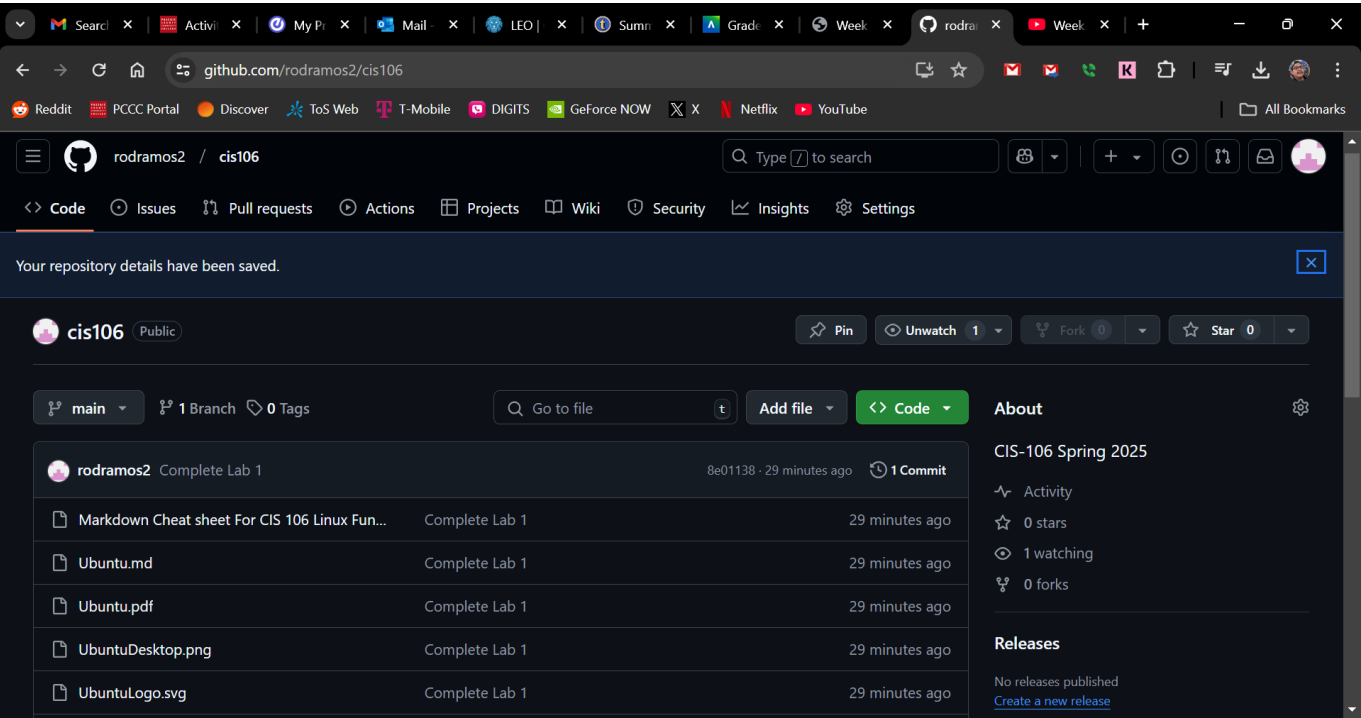 Search Activi My Pr Mail - LEO | Summ Grade Week rodra Week
github.com/rodramos2/cis106
Reddit PCCC Portal Discover ToS Web T-Mobile DIGITS GeForce NOW X Netflix YouTube All Bookmarks
rodramos2 / cis106 Type / to search
Code Issues Pull requests Actions Projects Wiki Security Insights Settings
Your repository details have been saved.
cis106 Public Pin Unwatch 1 Fork 0 Star 0
main 1 Branch 0 Tags Go to file t Add file Code About
CIS-106 Spring 2025
rodramos2 Complete Lab 1 8e01138 · 29 minutes ago 1 Commit
Activity
Markdown Cheat sheet For CIS 106 Linux Fun... Complete Lab 1 29 minutes ago
0 stars
1 watching
Ubuntu.md Complete Lab 1 29 minutes ago
0 forks
Ubuntu.pdf Complete Lab 1 29 minutes ago
Releases
UbuntuDesktop.png Complete Lab 1 29 minutes ago
No releases published
UbuntuLogo.svg Complete Lab 1 29 minutes ago
Create a new release